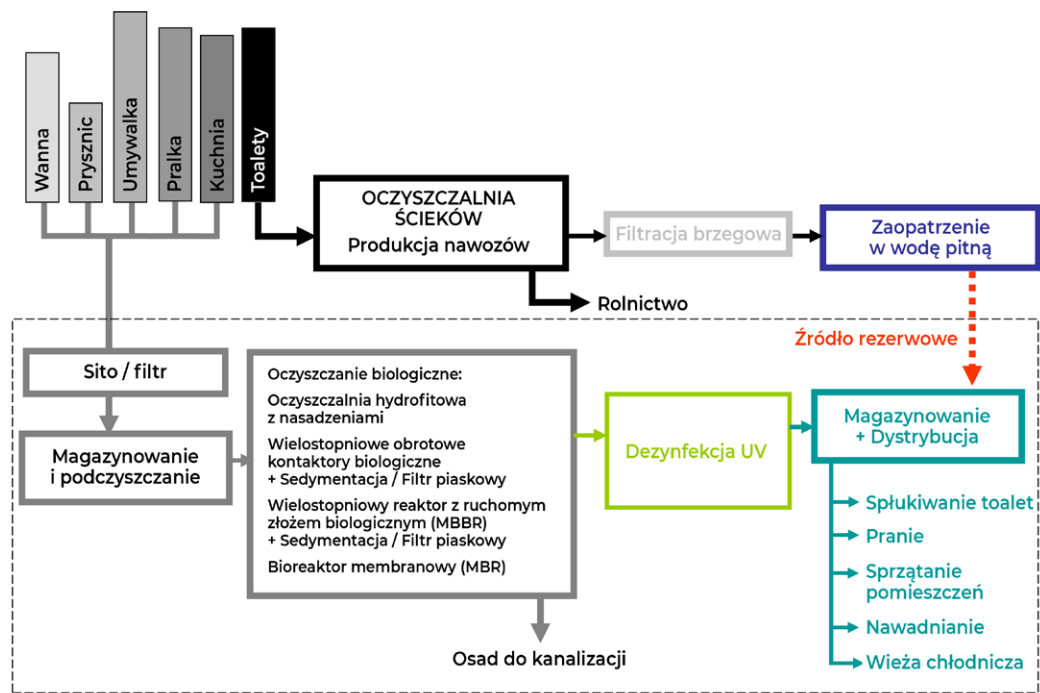 Wanna
Prysznic
Umywalka
Pralka
Kuchnia
Toalety
OCZYSZCZALNIA
ŚCIEKÓW
Produkcja nawozów
Filtracja brzegowa
Zaopatrzenie
w wodę pitną
Rolnictwo
Źródło rezerwowe
Sito / filtr
Magazynowanie
i podczyszczanie
Oczyszczanie biologiczne:
Oczyszczalnia hydrofitowa
z nasadzeniami
Wielostopniowe obrotowe
kontaktory biologiczne
+ Sedymentacja / Filtr piaskowy
Wielostopniowy reaktor z ruchomym
złożem biologicznym (MBBR)
+ Sedymentacja / Filtr piaskowy
Bioreaktor membranowy (MBR)
Osad do kanalizacji
Dezynfekcja UV
Magazynowanie
+ Dystrybucja
Spłukiwanie toalet
Pranie
Sprzątanie
pomieszczeń
Nawadnianie
Wieża chłodnicza